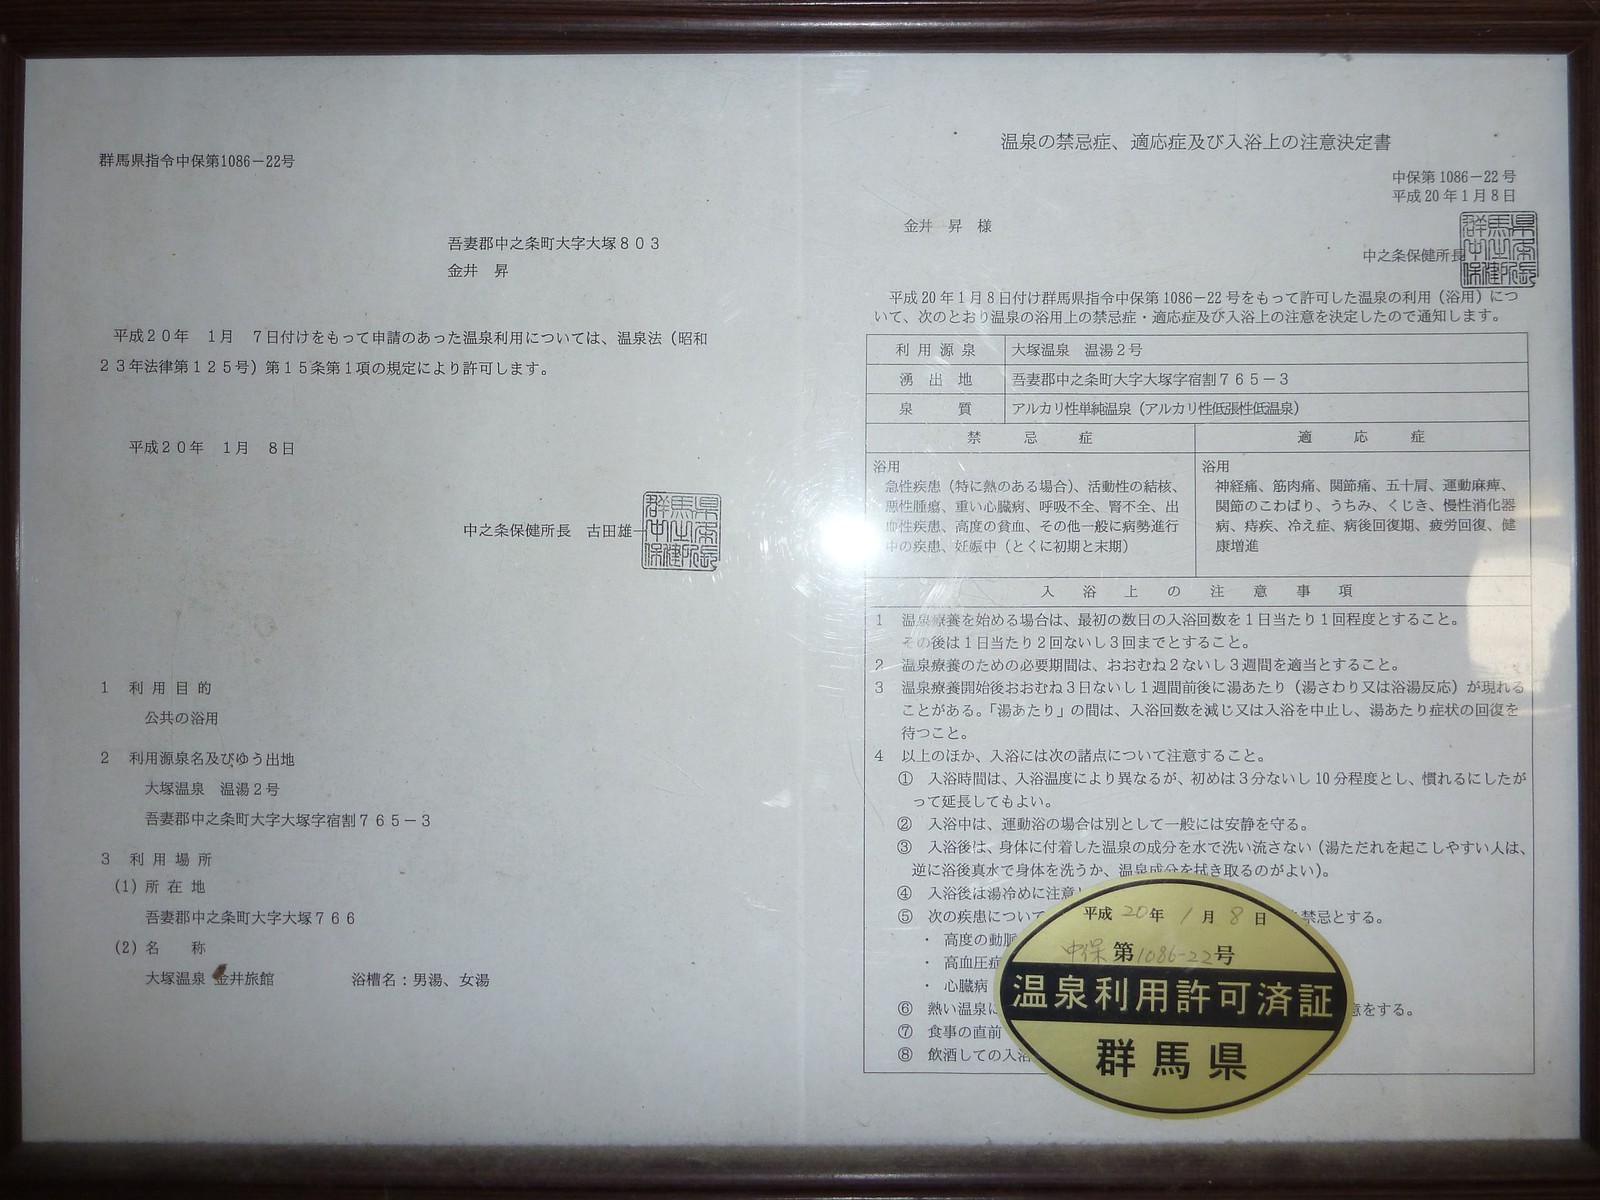 群馬県指令中保第1086－22号
吾妻郡中之条町大字大塚８０３
金井　昇
平成２０年　１月　７日付けをもって申請のあった温泉利用については、温泉法（昭和
２３年法律第１２５号）第１５条第１項の規定により許可します。
平成２０年　１月　８日
中之条保健所長　古田雄一
群馬県
中之条
保健所長
１　利用目的
公共の浴用
２　利用源泉名及びゆう出地
大塚温泉　温湯２号
吾妻郡中之条町大字大塚字宿割７６５－３
３　利用場所
(1) 所在地
吾妻郡中之条町大字大塚７６６
(2) 名　称
大塚温泉　金井旅館　　浴槽名：男湯、女湯
温泉の禁忌症、適応症及び入浴上の注意決定書
中保第1086－22号
平成20年1月8日
金井　昇　様
中之条保健所長
群馬県
中之条
保健所長
平成20年1月8日付け群馬県指令中保第1086－22号をもって許可した温泉の利用（浴用）につ
いて、次のとおり温泉の浴用上の禁忌症・適応症及び入浴上の注意を決定したので通知します。
利用源泉　大塚温泉　温湯２号
湧出地　吾妻郡中之条町大字大塚字宿割７６５－３
泉質　アルカリ性単純温泉（アルカリ性低張性低温泉）
禁忌症　適応症
浴用
急性疾患（特に熱のある場合）、活動性の結核、
悪性腫瘍、重い心臓病、呼吸不全、腎不全、出
血性疾患、高度の貧血、その他一般に病勢進行
中の疾患、妊娠中（とくに初期と末期）
浴用
神経痛、筋肉痛、関節痛、五十肩、運動麻痺、
関節のこわばり、うちみ、くじき、慢性消化器
病、痔疾、冷え症、病後回復期、疲労回復、健
康増進
入浴上の注意事項
１　温泉療養を始める場合は、最初の数日の入浴回数を１日当たり１回程度とすること。
その後は１日当たり２回ないし３回までとすること。
２　温泉療養のための必要期間は、おおむね２ないし３週間を適当とすること。
３　温泉療養開始後おおむね３日ないし１週間前後に湯あたり（湯さわり又は浴湯反応）が現れる
ことがある。「湯あたり」の間は、入浴回数を減じ又は入浴を中止し、湯あたり症状の回復を
待つこと。
４　以上のほか、入浴には次の諸点について注意すること。
①　入浴時間は、入浴温度により異なるが、初めは３分ないし10分程度とし、慣れるにしたが
って延長してもよい。
②　入浴中は、運動浴の場合は別として一般には安静を守る。
③　入浴後は、身体に付着した温泉の成分を水で洗い流さない（湯ただれを起こしやすい人は、
逆に浴後真水で身体を洗うか、温泉成分を拭き取るのがよい）。
④　入浴後は湯冷めに注意し
⑤　次の疾患について　禁忌とする。
・　高度の動脈
・　高血圧症
・　心臓病
⑥　熱い温泉に　意をする。
⑦　食事の直前
⑧　飲酒しての入浴
平成20年1月8日
中保第1086-22号
温泉利用許可済証
群馬県